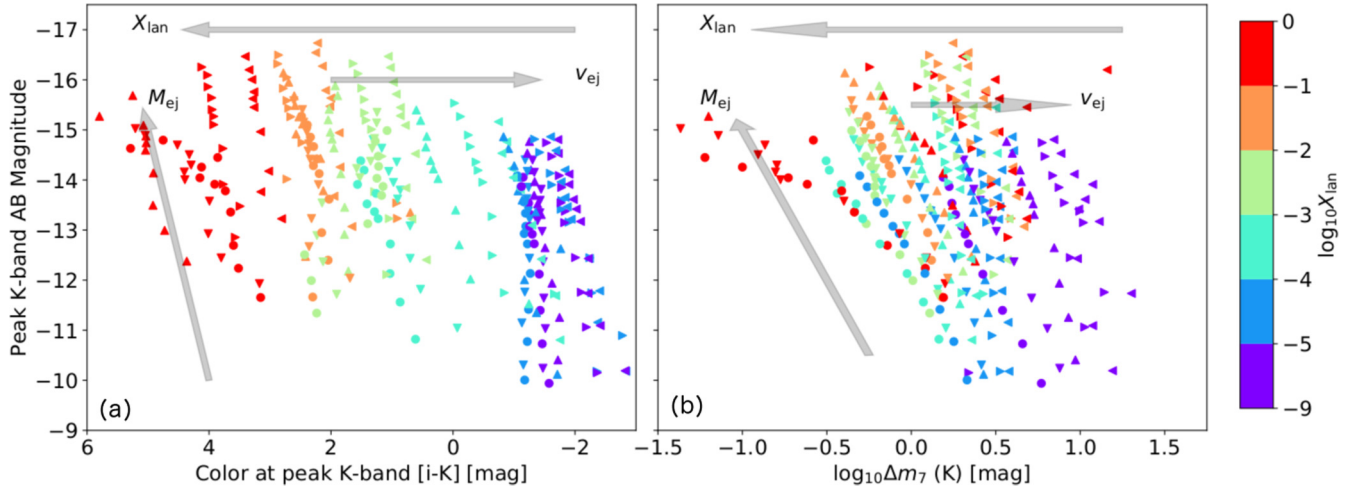 X_lan
M_ej
v_ej
Peak K-band AB Magnitude
−17
−16
−15
−14
−13
−12
−11
−10
−9
(a)
6 4 2 0 −2
Color at peak K-band [i-K] [mag]
X_lan
M_ej
v_ej
(b)
−1.0 −0.5 0.0 0.5 1.0 1.5
log₁₀Δm₇ (K) [mag]
0
−1
−2
−3
−4
−5
−9
log₁₀X_lan